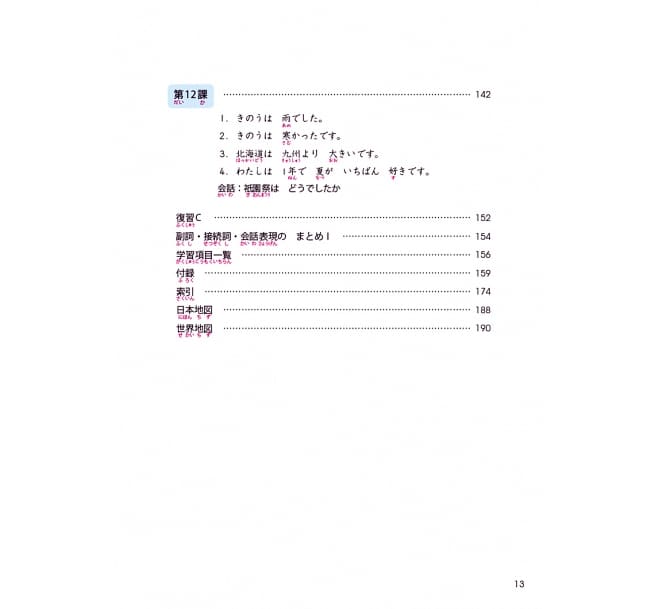 第12課 …… 142
だい か
1. きのうは 雨でした。
あめ
2. きのうは 寒かったです。
さむ
3. 北海道は 九州より 大きいです。
ほっかいどう きゅうしゅう おお
4. わたしは 1年で 夏が いちばん 好きです。
ねん なつ す
会話：祇園祭は どうでしたか
かいわ ぎおんまつり
復習C …… 152
ふくしゅう
副詞・接続詞・会話表現の まとめⅠ …… 154
ふくし せつぞくし かいわひょうげん
学習項目一覧 …… 156
がくしゅうこうもくいちらん
付録 …… 159
ふろく
索引 …… 174
さくいん
日本地図 …… 188
にほん ちず
世界地図 …… 190
せかい ちず
13